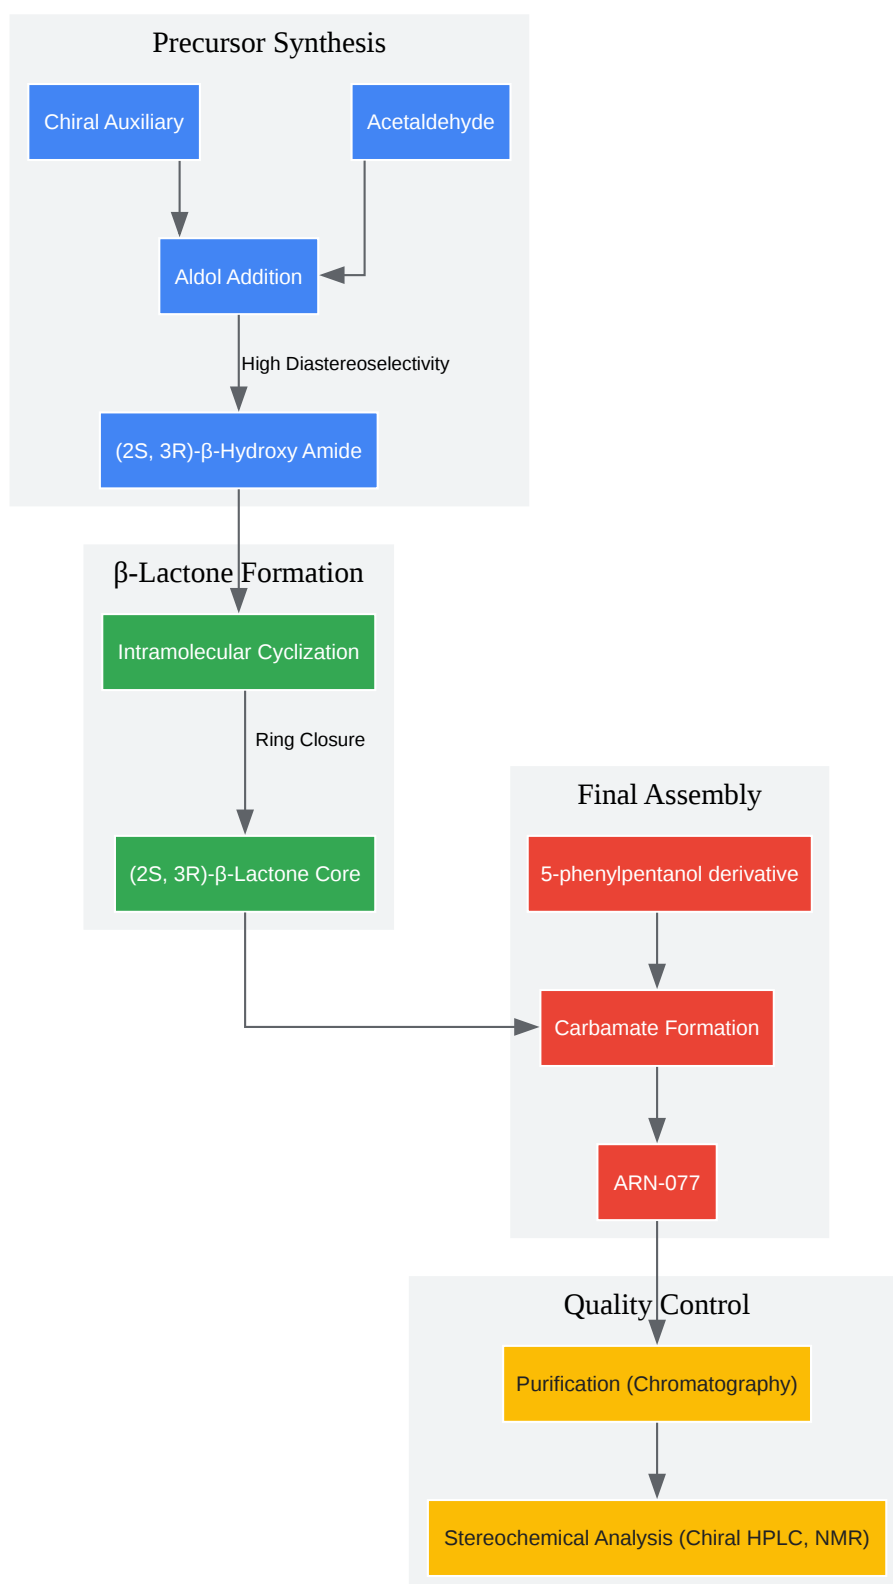 Precursor Synthesis
Chiral Auxiliary
Acetaldehyde
Aldol Addition
High Diastereoselectivity
(2S, 3R)-β-Hydroxy Amide
β-Lactone Formation
Intramolecular Cyclization
Ring Closure
(2S, 3R)-β-Lactone Core
Final Assembly
5-phenylpentanol derivative
Carbamate Formation
ARN-077
Quality Control
Purification (Chromatography)
Stereochemical Analysis (Chiral HPLC, NMR)